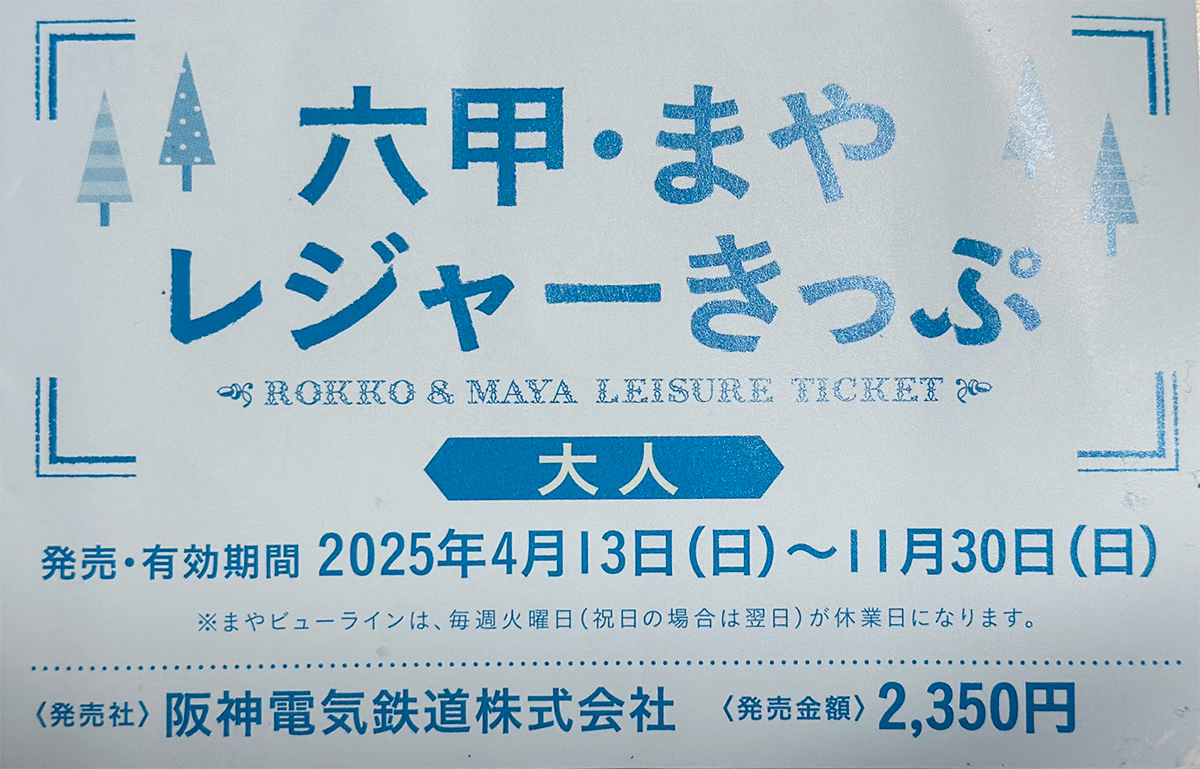 六甲・まや
レジャーきっぷ
ROKKO & MAYA LEISURE TICKET
大人
発売・有効期間 2025年4月13日(日)〜11月30日(日)
※まやビューラインは、毎週火曜日(祝日の場合は翌日)が休業日になります。
〈発売社〉阪神電気鉄道株式会社 〈発売金額〉2,350円